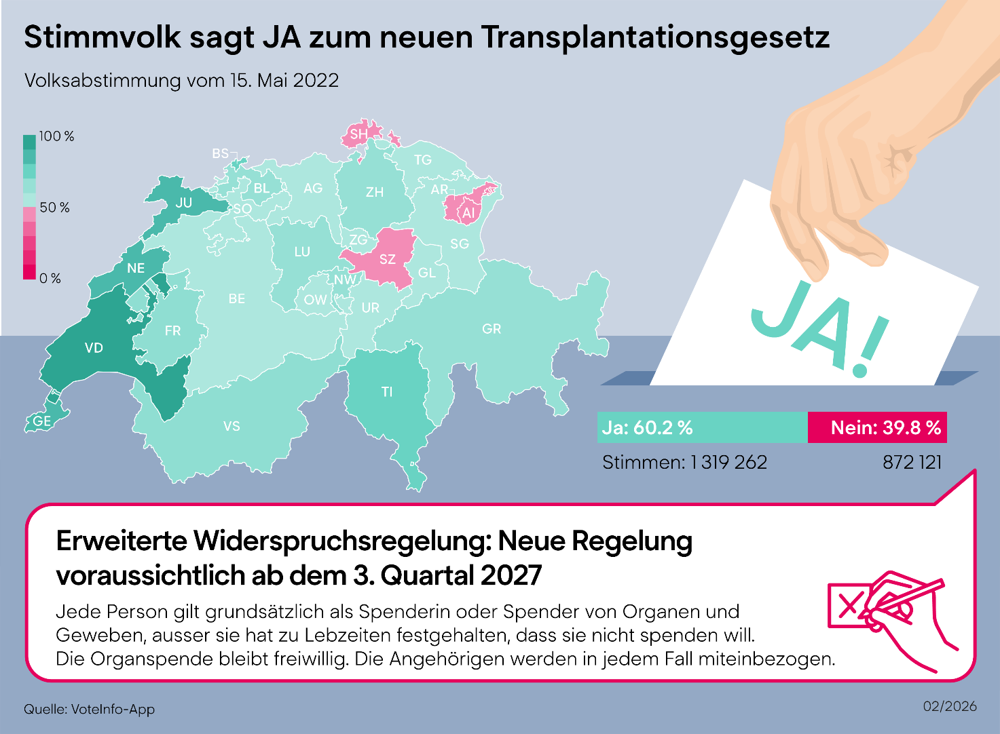 Stimmvolk sagt JA zum neuen Transplantationsgesetz
Volksabstimmung vom 15. Mai 2022
100 %
50 %
0 %
SH
BS
TG
BL
AG
ZH
AR
JU
SO
AI
ZG
SG
LU
SZ
NE
GL
NW
BE
OW
UR
FR
GR
VD
TI
GE
VS
JA!
Ja: 60.2 %
Nein: 39.8 %
Stimmen: 1 319 262
872 121
Erweiterte Widerspruchsregelung: Neue Regelung
voraussichtlich ab dem 3. Quartal 2027
Jede Person gilt grundsätzlich als Spenderin oder Spender von Organen und
Geweben, ausser sie hat zu Lebzeiten festgehalten, dass sie nicht spenden will.
Die Organspende bleibt freiwillig. Die Angehörigen werden in jedem Fall miteinbezogen.
Quelle: VoteInfo-App
02/2026